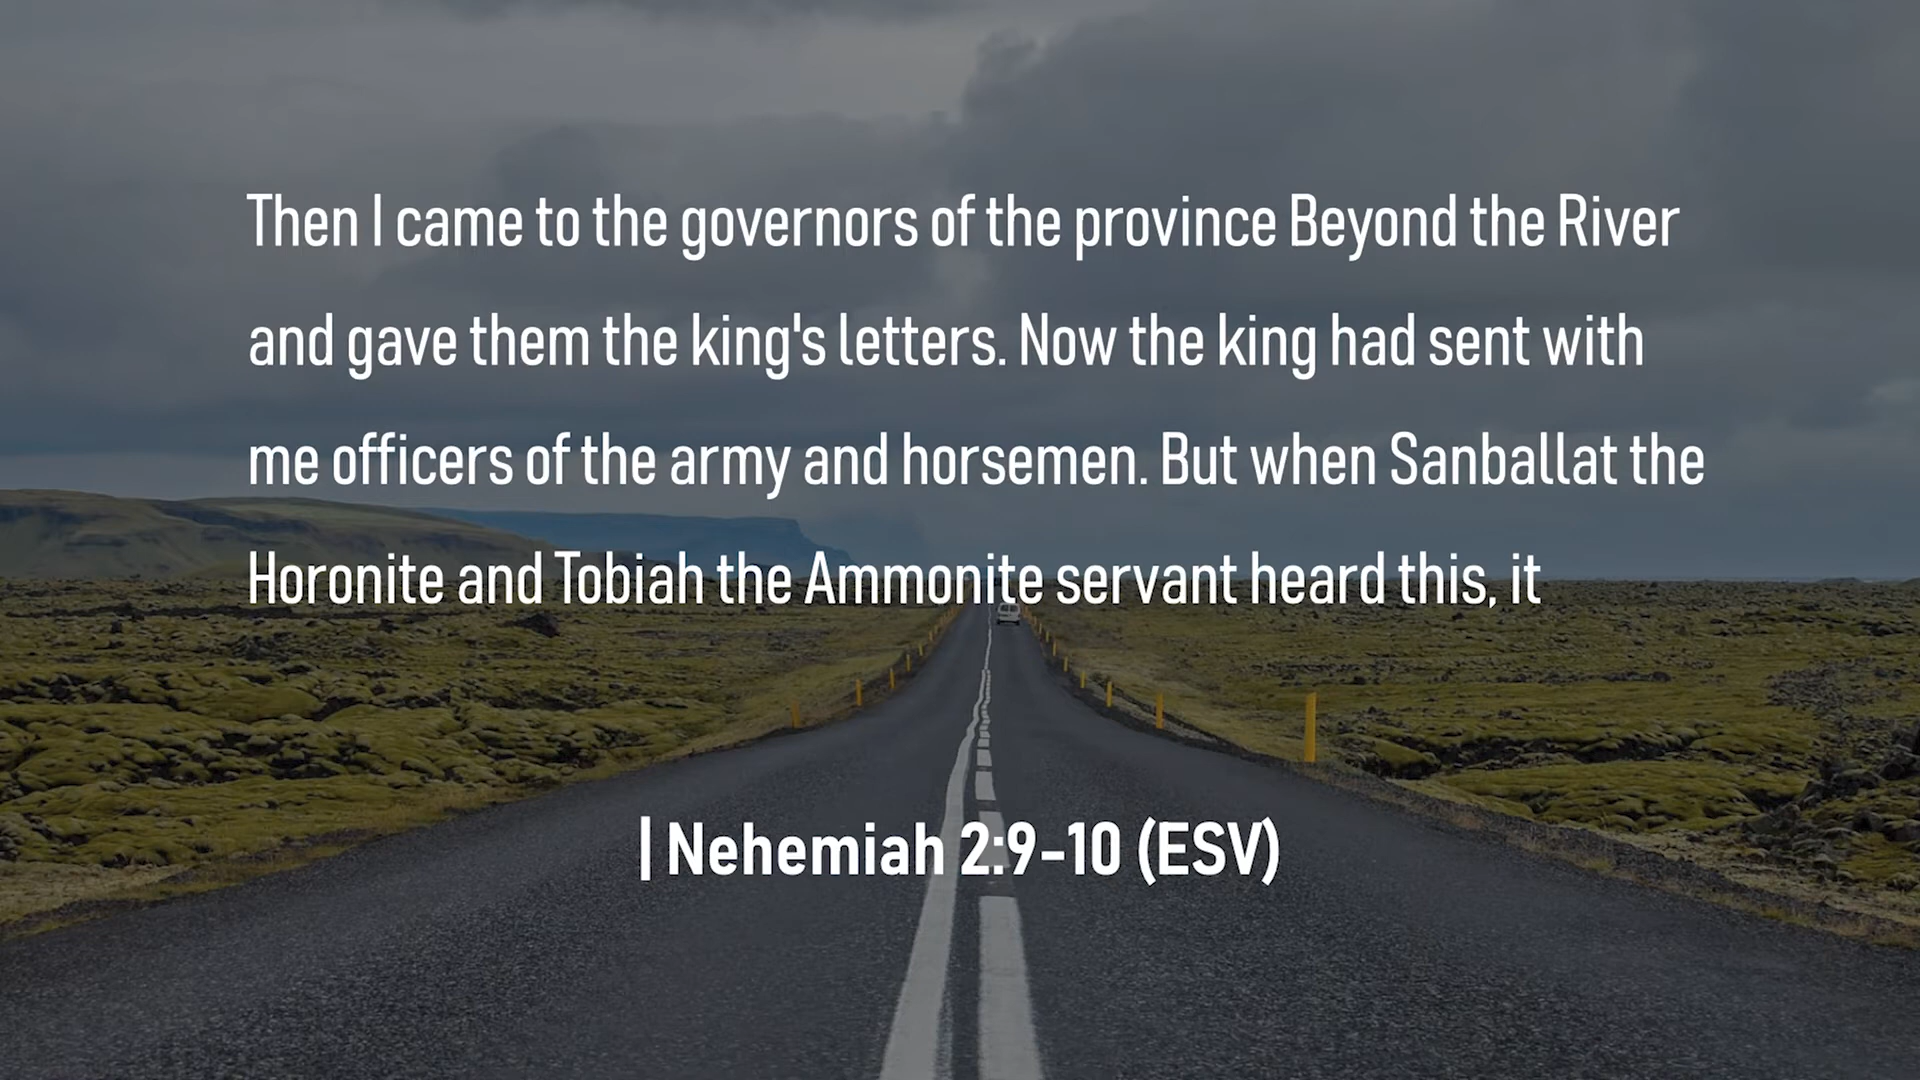 Then I came to the governors of the province Beyond the River
and gave them the king's letters. Now the king had sent with
me officers of the army and horsemen. But when Sanballat the
Horonite and Tobiah the Ammonite servant heard this, it
| Nehemiah 2:9-10 (ESV)